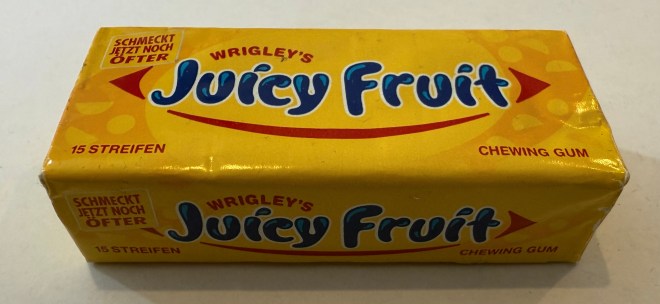 SCHMECKT
JETZT NOCH
ÖFTER
WRIGLEY'S
Juicy Fruit
15 STREIFEN
CHEWING GUM
SCHMECKT
JETZT NOCH
ÖFTER
WRIGLEY'S
Juicy Fruit
15 STREIFEN
CHEWING GUM